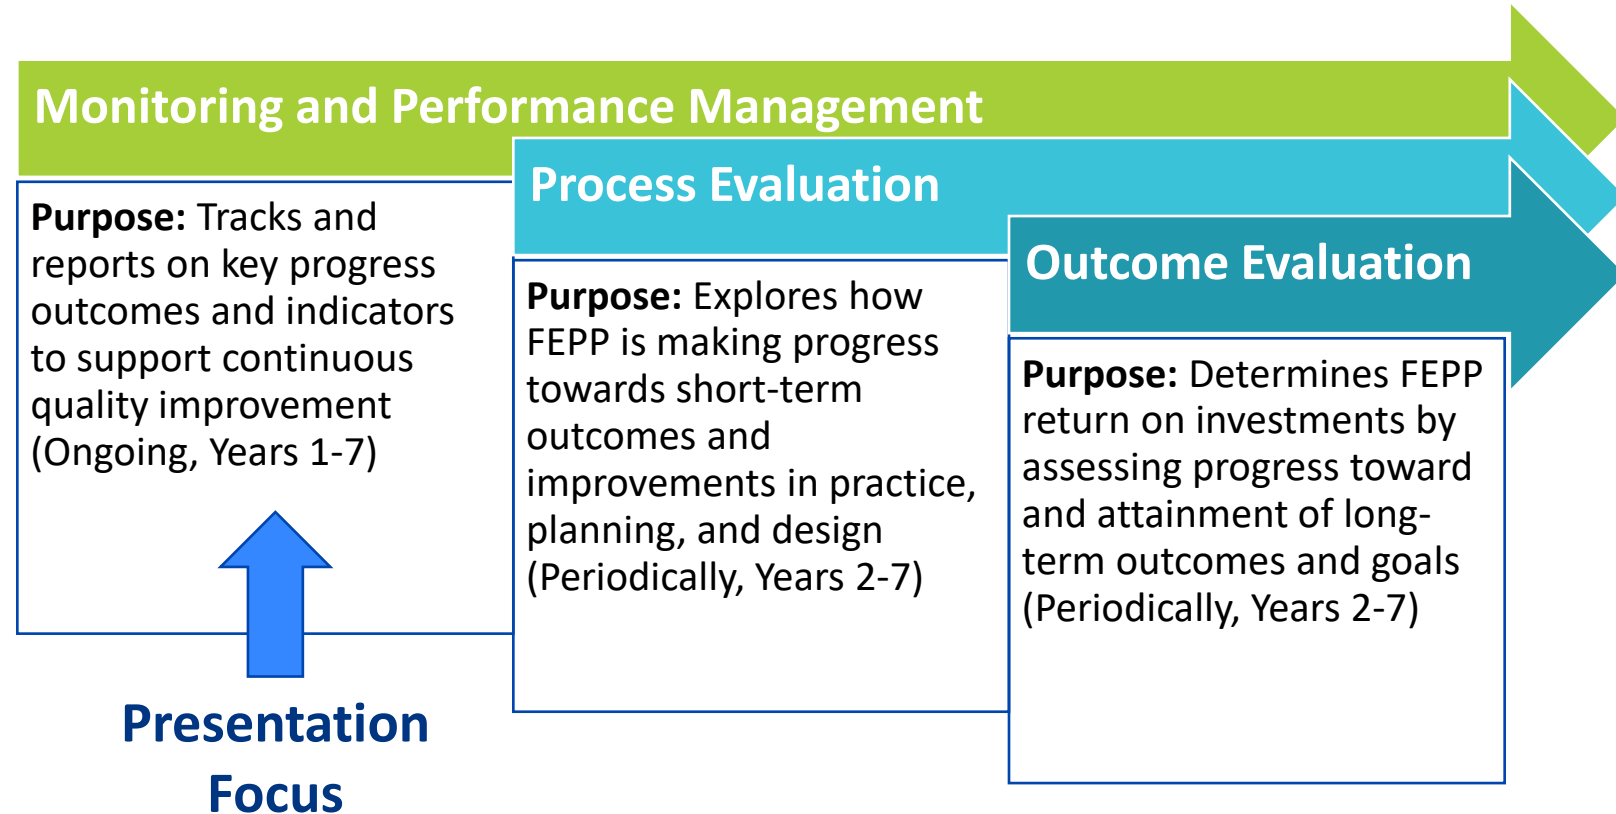 Monitoring and Performance Management
Purpose: Tracks and
reports on key progress
outcomes and indicators
to support continuous
quality improvement
(Ongoing, Years 1-7)
Presentation
Focus
Process Evaluation
Purpose: Explores how
FEPP is making progress
towards short-term
outcomes and
improvements in practice,
planning, and design
(Periodically, Years 2-7)
Outcome Evaluation
Purpose: Determines FEPP
return on investments by
assessing progress toward
and attainment of long-
term outcomes and goals
(Periodically, Years 2-7)